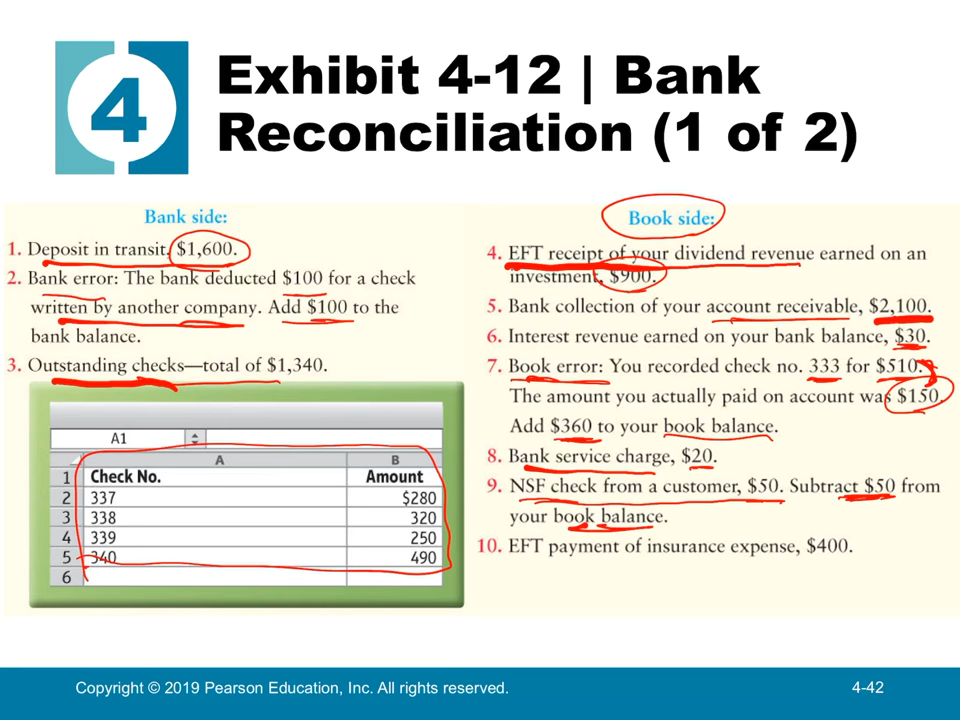 4
Exhibit 4-12 | Bank
Reconciliation (1 of 2)
Bank side:
1. Deposit in transit, $1,600.
2. Bank error: The bank deducted $100 for a check
written by another company. Add $100 to the
bank balance.
3. Outstanding checks—total of $1,340.
A1
A B
1 Check No. Amount
2 337 $280
3 338 320
4 339 250
5 340 490
6
Book side:
4. EFT receipt of your dividend revenue earned on an
investment, $900.
5. Bank collection of your account receivable, $2,100.
6. Interest revenue earned on your bank balance, $30.
7. Book error: You recorded check no. 333 for $510.
The amount you actually paid on account was $150.
Add $360 to your book balance.
8. Bank service charge, $20.
9. NSF check from a customer, $50. Subtract $50 from
your book balance.
10. EFT payment of insurance expense, $400.
Copyright © 2019 Pearson Education, Inc. All rights reserved.
4-42